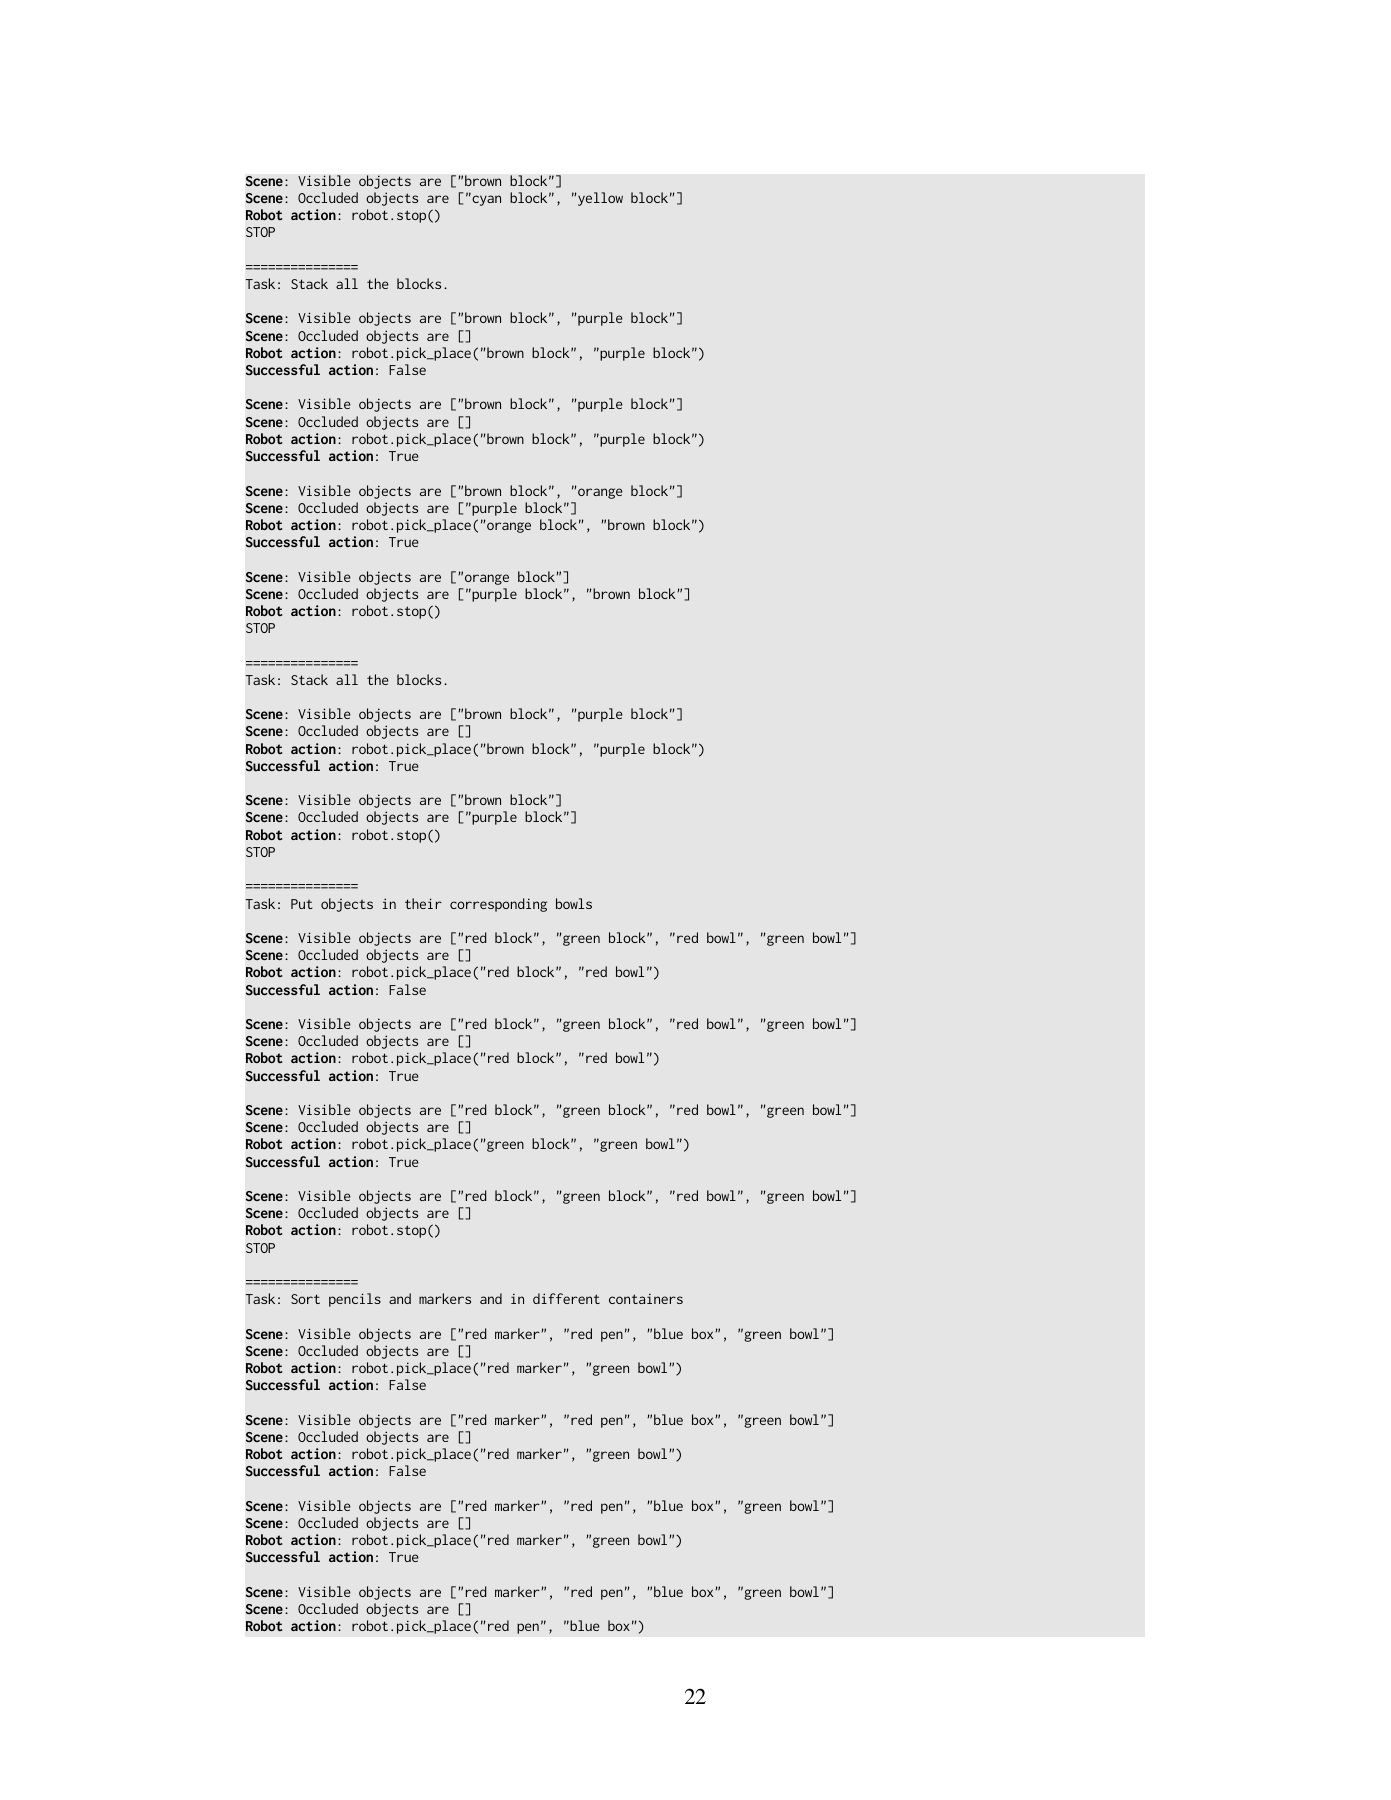 Scene: Visible objects are ["brown block"]
Scene: Occluded objects are ["cyan block", "yellow block"]
Robot action: robot.stop()
STOP
===============
Task: Stack all the blocks.
Scene: Visible objects are ["brown block", "purple block"]
Scene: Occluded objects are []
Robot action: robot.pick_place("brown block", "purple block")
Successful action: False
Scene: Visible objects are ["brown block", "purple block"]
Scene: Occluded objects are []
Robot action: robot.pick_place("brown block", "purple block")
Successful action: True
Scene: Visible objects are ["brown block", "orange block"]
Scene: Occluded objects are ["purple block"]
Robot action: robot.pick_place("orange block", "brown block")
Successful action: True
Scene: Visible objects are ["orange block"]
Scene: Occluded objects are ["purple block", "brown block"]
Robot action: robot.stop()
STOP
===============
Task: Stack all the blocks.
Scene: Visible objects are ["brown block", "purple block"]
Scene: Occluded objects are []
Robot action: robot.pick_place("brown block", "purple block")
Successful action: True
Scene: Visible objects are ["brown block"]
Scene: Occluded objects are ["purple block"]
Robot action: robot.stop()
STOP
===============
Task: Put objects in their corresponding bowls
Scene: Visible objects are ["red block", "green block", "red bowl", "green bowl"]
Scene: Occluded objects are []
Robot action: robot.pick_place("red block", "red bowl")
Successful action: False
Scene: Visible objects are ["red block", "green block", "red bowl", "green bowl"]
Scene: Occluded objects are []
Robot action: robot.pick_place("red block", "red bowl")
Successful action: True
Scene: Visible objects are ["red block", "green block", "red bowl", "green bowl"]
Scene: Occluded objects are []
Robot action: robot.pick_place("green block", "green bowl")
Successful action: True
Scene: Visible objects are ["red block", "green block", "red bowl", "green bowl"]
Scene: Occluded objects are []
Robot action: robot.stop()
STOP
===============
Task: Sort pencils and markers and in different containers
Scene: Visible objects are ["red marker", "red pen", "blue box", "green bowl"]
Scene: Occluded objects are []
Robot action: robot.pick_place("red marker", "green bowl")
Successful action: False
Scene: Visible objects are ["red marker", "red pen", "blue box", "green bowl"]
Scene: Occluded objects are []
Robot action: robot.pick_place("red marker", "green bowl")
Successful action: False
Scene: Visible objects are ["red marker", "red pen", "blue box", "green bowl"]
Scene: Occluded objects are []
Robot action: robot.pick_place("red marker", "green bowl")
Successful action: True
Scene: Visible objects are ["red marker", "red pen", "blue box", "green bowl"]
Scene: Occluded objects are []
Robot action: robot.pick_place("red pen", "blue box")
22